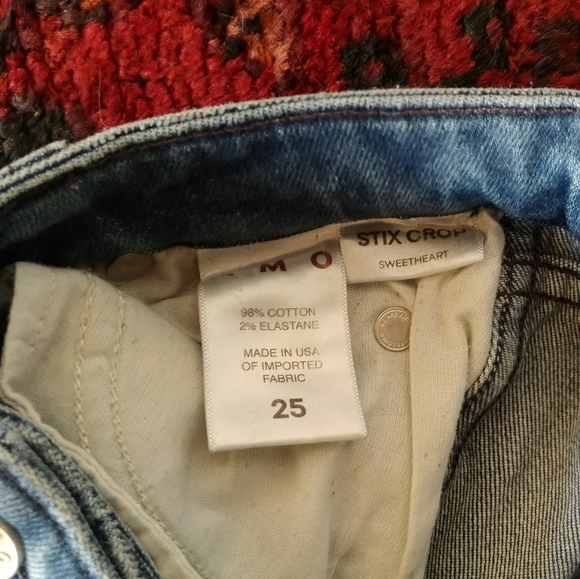 M O
98% COTTON
2% ELASTANE
MADE IN USA
OF IMPORTED
FABRIC
25
STIX CROP
SWEETHEART